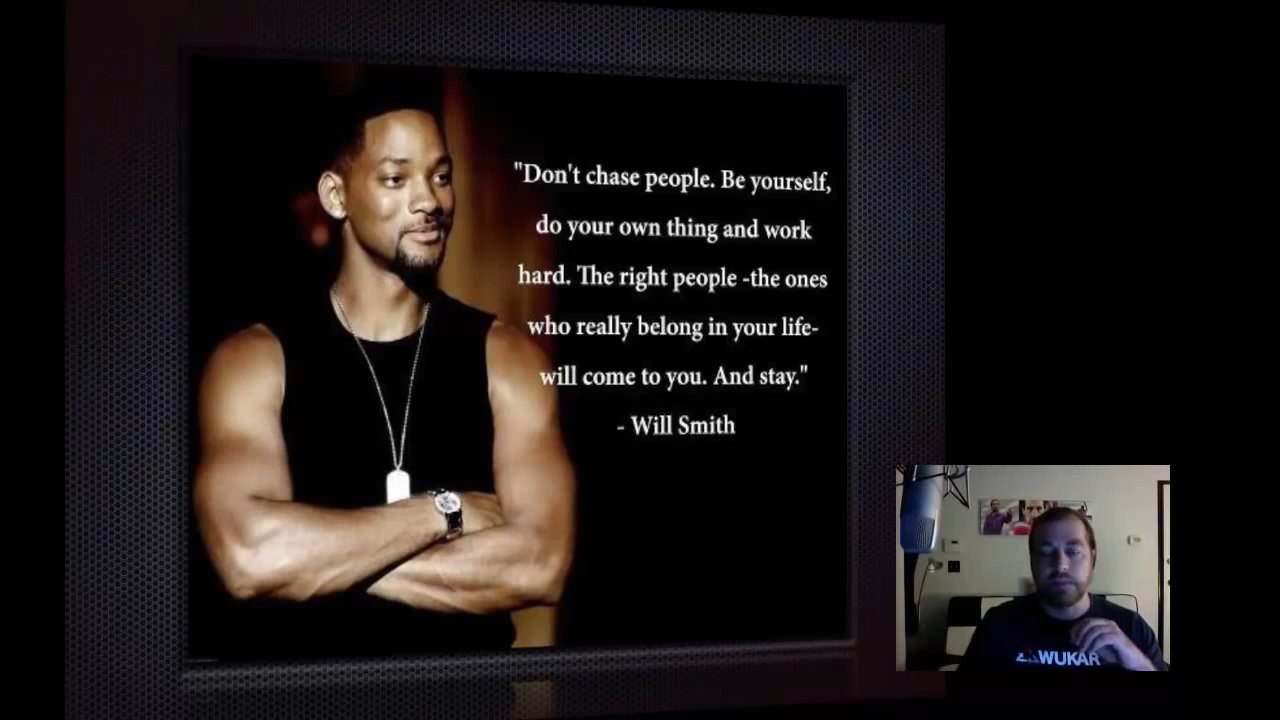 "Don't chase people. Be yourself,
do your own thing and work
hard. The right people -the ones
who really belong in your life-
will come to you. And stay."
- Will Smith